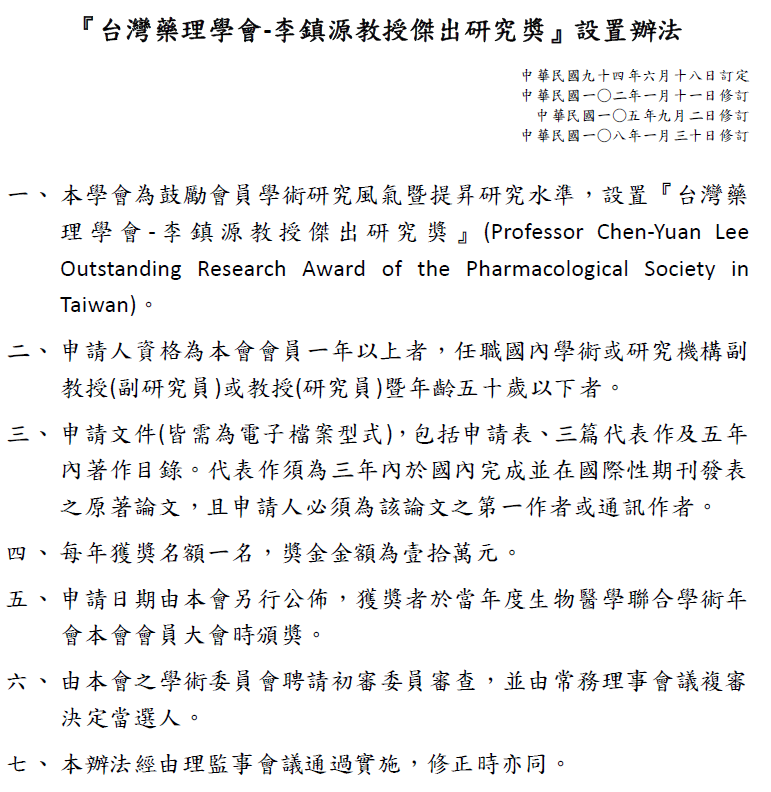 『台灣藥理學會-李鎮源教授傑出研究獎』設置辦法
中華民國九十四年六月十八日訂定
中華民國一〇二年一月十一日修訂
中華民國一〇五年九月二日修訂
中華民國一〇八年一月三十日修訂
一、本學會為鼓勵會員學術研究風氣暨提昇研究水準，設置『台灣藥
理學會-李鎮源教授傑出研究獎』(Professor Chen-Yuan Lee
Outstanding Research Award of the Pharmacological Society in
Taiwan)。
二、申請人資格為本會會員一年以上者，任職國內學術或研究機構副
教授(副研究員)或教授(研究員)暨年齡五十歲以下者。
三、申請文件(皆需為電子檔案型式)，包括申請表、三篇代表作及五年
內著作目錄。代表作須為三年內於國內完成並在國際性期刊發表
之原著論文，且申請人必須為該論文之第一作者或通訊作者。
四、每年獲獎名額一名，獎金金額為壹拾萬元。
五、申請日期由本會另行公佈，獲獎者於當年度生物醫學聯合學術年
會本會會員大會時頒獎。
六、由本會之學術委員會聘請初審委員審查，並由常務理事會議複審
決定當選人。
七、本辦法經由理監事會議通過實施，修正時亦同。